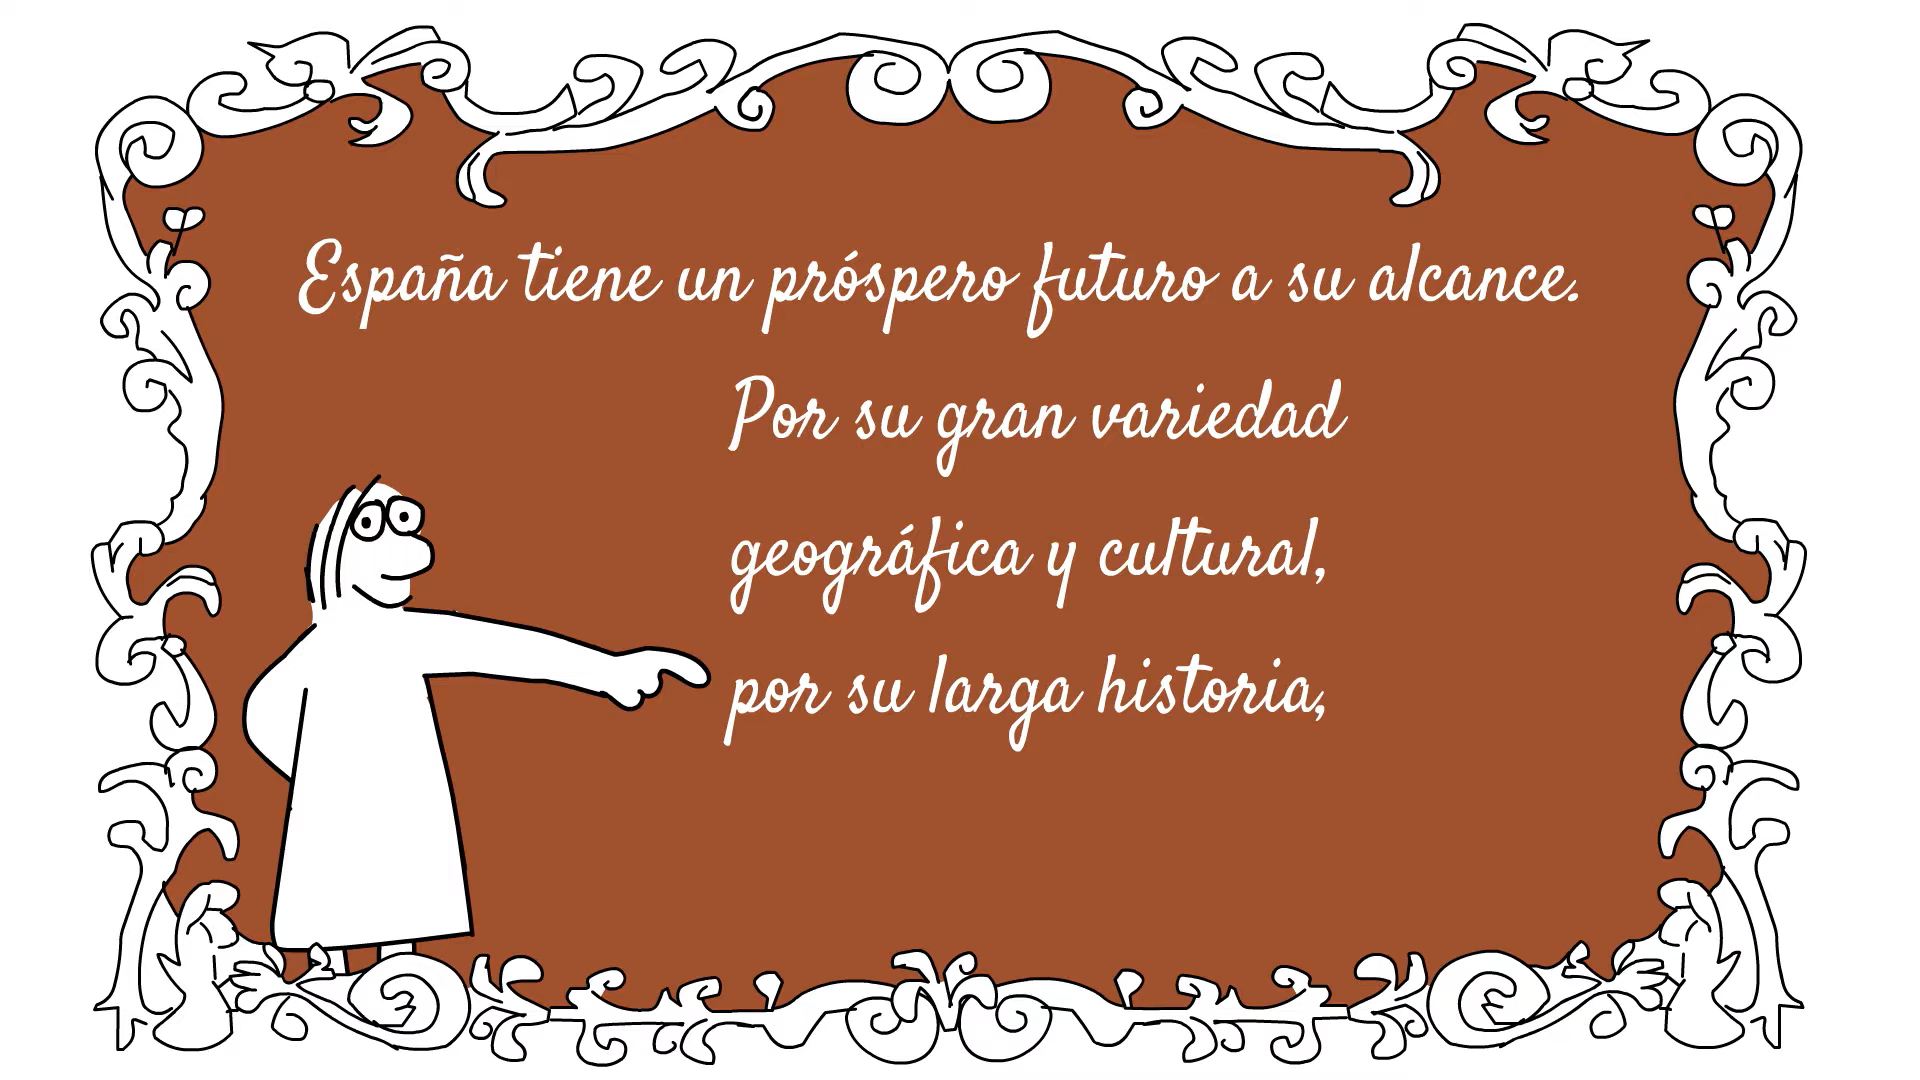 España tiene un próspero futuro a su alcance.
Por su gran variedad
geográfica y cultural,
por su larga historia,